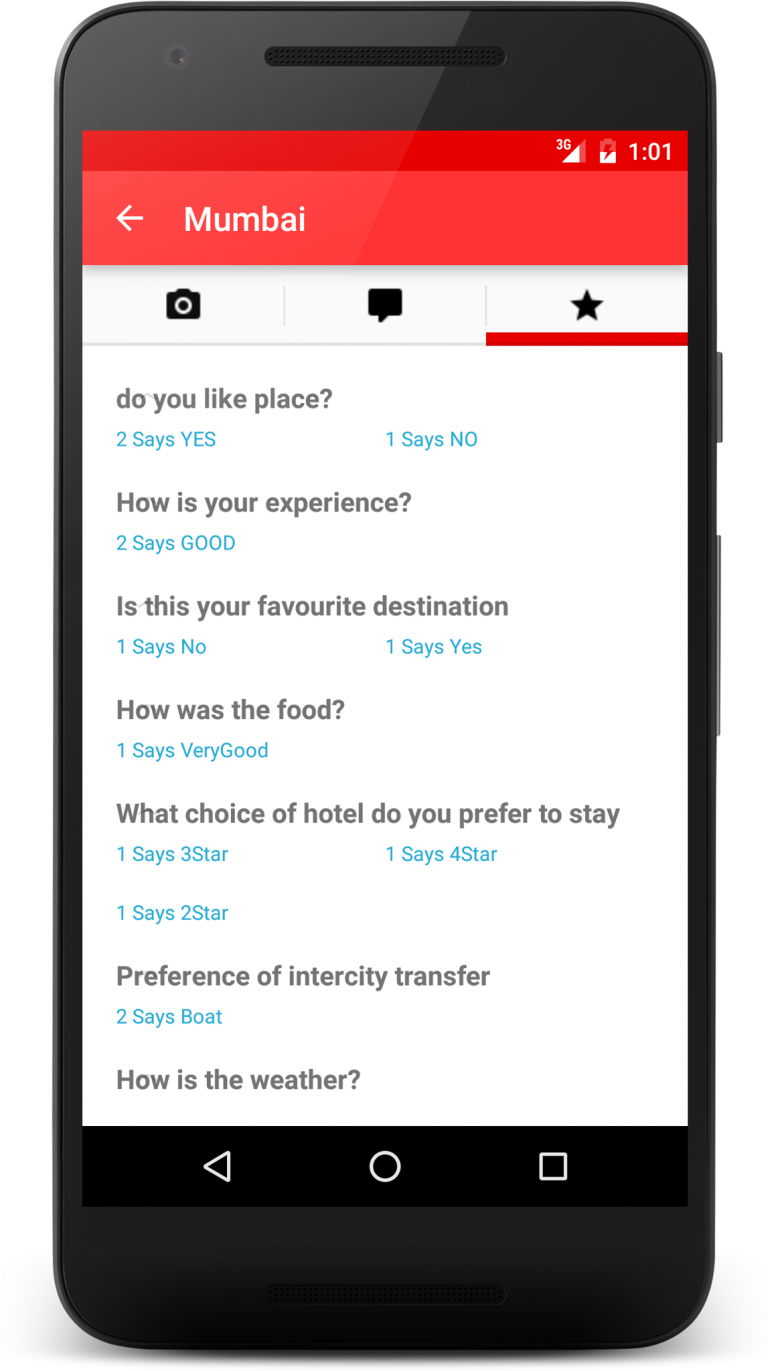 3G 1:01
Mumbai
do you like place?
2 Says YES 1 Says NO
How is your experience?
2 Says GOOD
Is this your favourite destination
1 Says No 1 Says Yes
How was the food?
1 Says VeryGood
What choice of hotel do you prefer to stay
1 Says 3Star 1 Says 4Star
1 Says 2Star
Preference of intercity transfer
2 Says Boat
How is the weather?